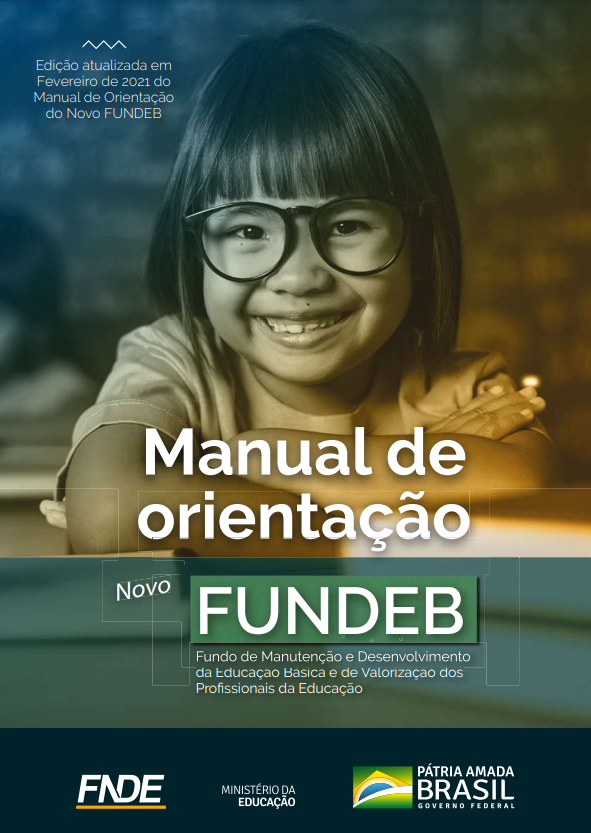 Edição atualizada em
Fevereiro de 2021 do
Manual de Orientação
do Novo FUNDEB
Manual de
orientação
Novo
FUNDEB
Fundo de Manutenção e Desenvolvimento
da Educação Básica e de Valorização dos
Profissionais da Educação
FNDE
MINISTÉRIO DA
EDUCAÇÃO
PÁTRIA AMADA
BRASIL
GOVERNO FEDERAL